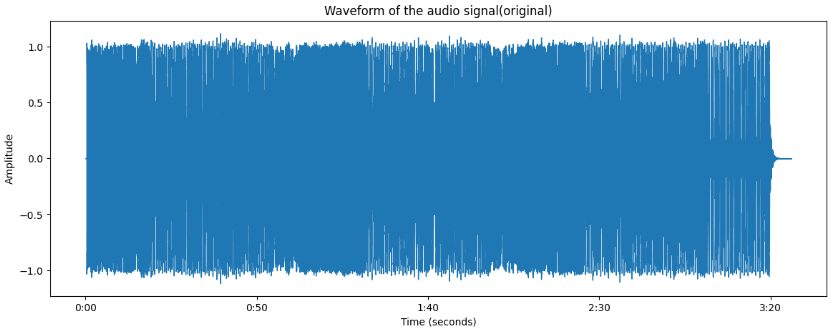 Waveform of the audio signal(original)
1.0
0.5
0.0
−0.5
−1.0
Amplitude
0:00 0:50 1:40 2:30 3:20
Time (seconds)